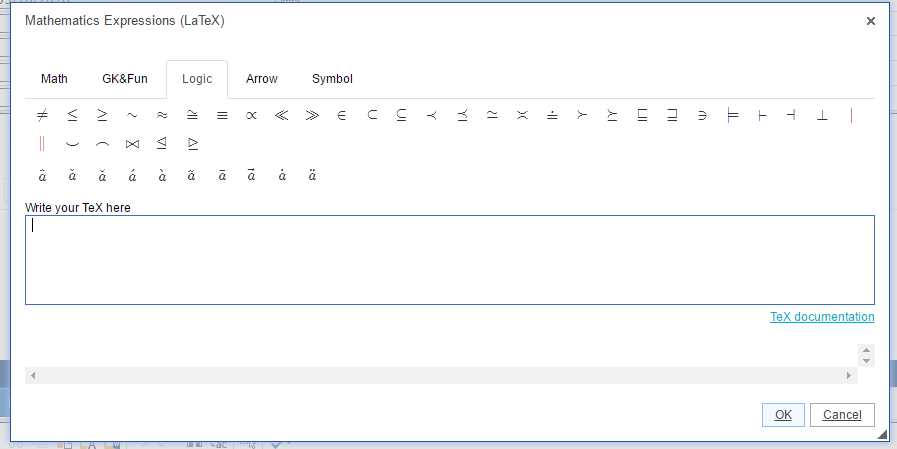 Mathematics Expressions (LaTeX)
Math GK&Fun Logic Arrow Symbol
≠ ≤ ≥ ∼ ≈ ≅ ≡ ∝ ≪ ≫ ∈ ⊂ ⊆ ≺ ⪯ ≃ ≍ ≐ ≻ ⪰ ⊑ ⊒ ∋ ⊨ ⊢ ⊣ ⊥ ∣
∥ ⌣ ⌢ ⋈ ⊴ ⊵
â ǎ ă á à ã ā a⃗ ȧ ä
Write your TeX here
TeX documentation
OK Cancel